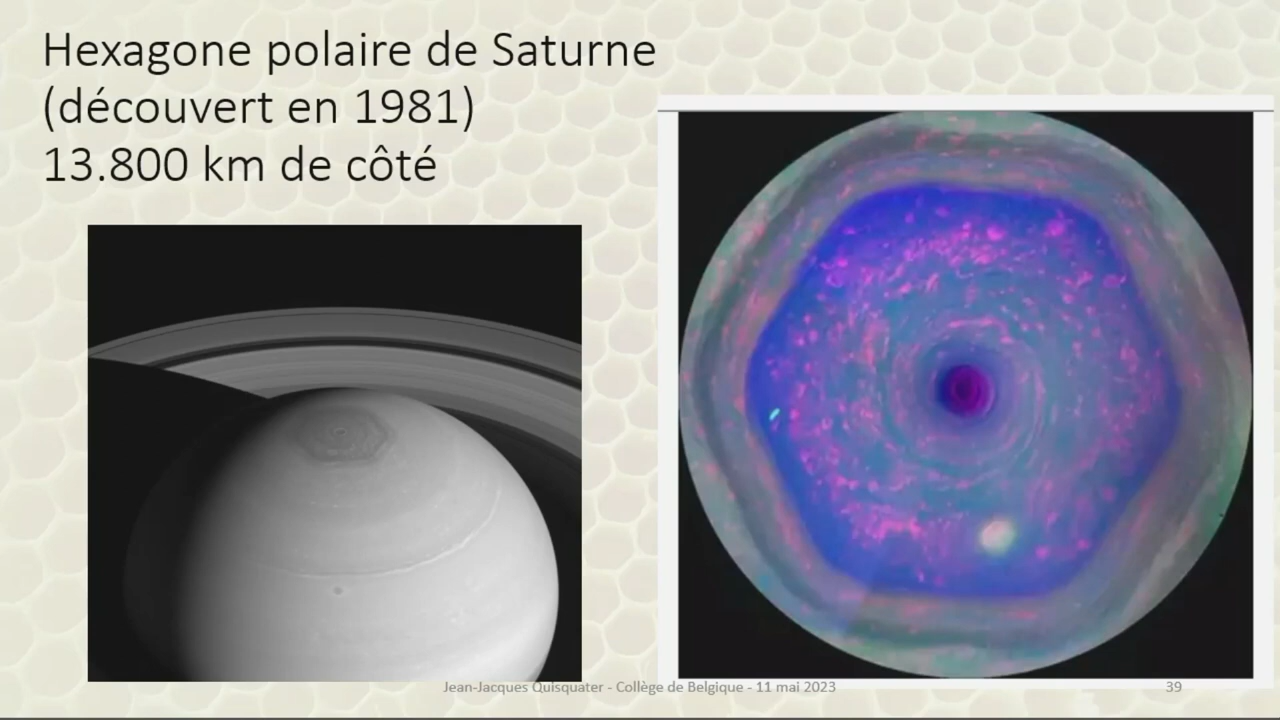 Hexagone polaire de Saturne
(découvert en 1981)
13.800 km de côté
Jean-Jacques Quisquater - Collège de Belgique - 11 mai 2023
39